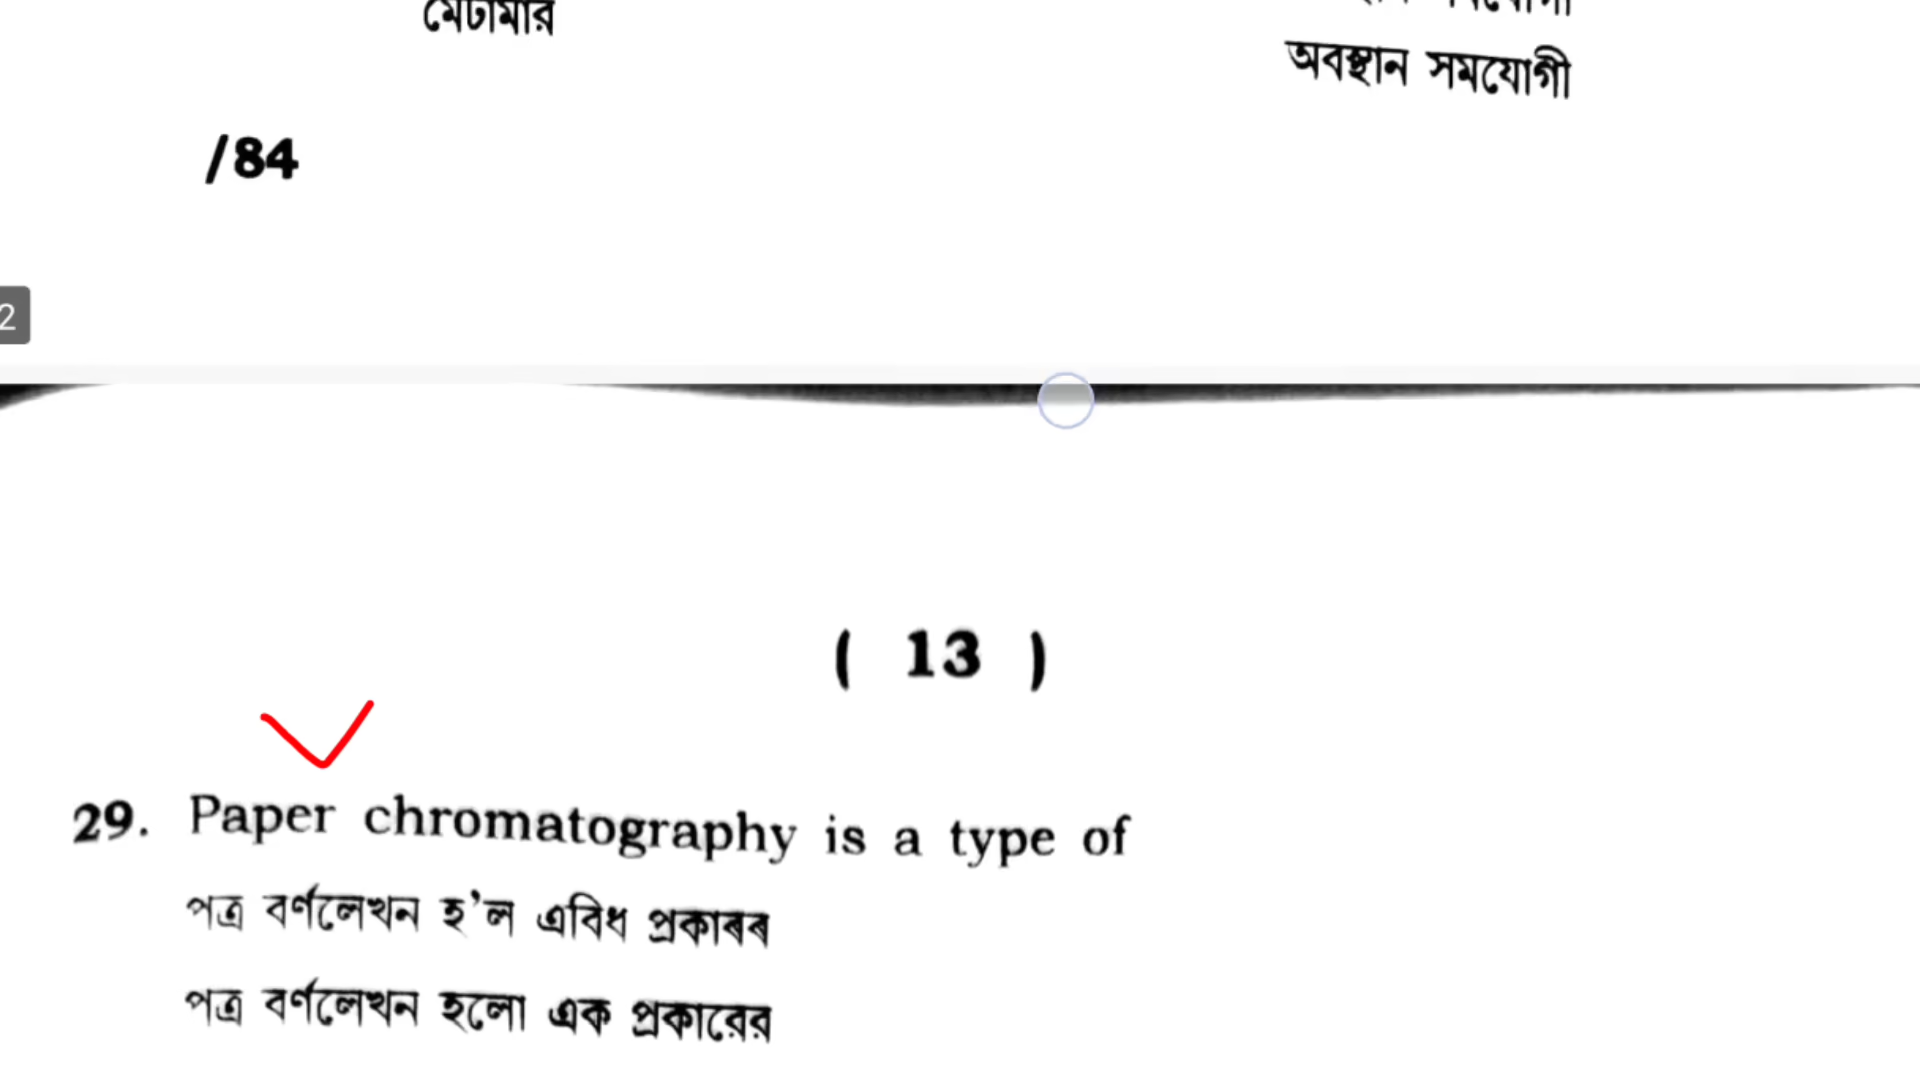 মেটামার
অবস্থান সমযোগী
/84
2
( 13 )
29. Paper chromatography is a type of
পত্ৰ বৰ্ণলেখন হ'ল এবিধ প্ৰকাৰৰ
পত্র বর্ণলেখন হলো এক প্রকারের